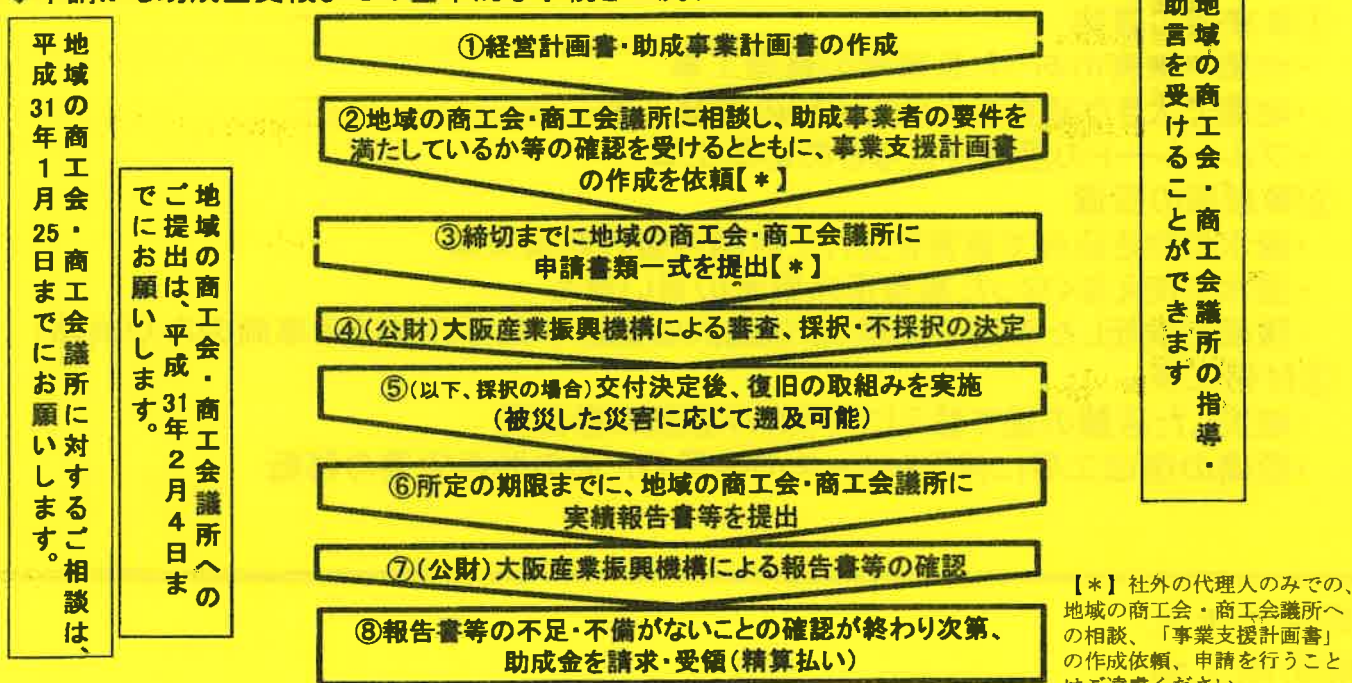 平成31年1月25日までにお願いします。
地域の商工会・商工会議所に対するご相談は、
地域の商工会・商工会議所への
ご提出は、平成31年2月4日ま
でにお願いします。
①経営計画書・助成事業計画書の作成
②地域の商工会・商工会議所に相談し、助成事業者の要件を
満たしているか等の確認を受けるとともに、事業支援計画書
の作成を依頼【＊】
③締切までに地域の商工会・商工会議所に
申請書類一式を提出【＊】
④(公財)大阪産業振興機構による審査、採択・不採択の決定
⑤(以下、採択の場合)交付決定後、復旧の取組みを実施
(被災した災害に応じて遡及可能)
⑥所定の期限までに、地域の商工会・商工会議所に
実績報告書等を提出
⑦(公財)大阪産業振興機構による報告書等の確認
⑧報告書等の不足・不備がないことの確認が終わり次第、
助成金を請求・受領(精算払い)
地域の商工会・商工会議所の指導・
助言を受けることができます
【＊】社外の代理人のみでの、
地域の商工会・商工会議所へ
の相談、「事業支援計画書」
の作成依頼、申請を行うこと